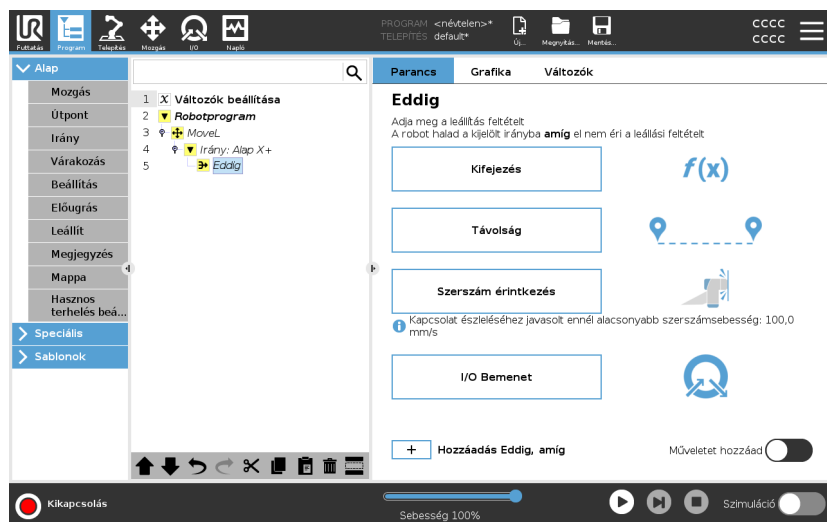 PROGRAM <névtelen>*
TELEPÍTÉS default*
Futtatás Program Telepítés Mozgás I/O Napló
Új... Megnyitás... Mentés...
cccc
cccc
Alap
Mozgás
Útpont
Irány
Várakozás
Beállítás
Előugrás
Leállít
Megjegyzés
Mappa
Hasznos
terhelés beá...
Speciális
Sablonok
1 X Változók beállítása
2 Robotprogram
3 MoveL
4 Irány: Alap X+
5 Eddig
Parancs Grafika Változók
Eddig
Adja meg a leállítás feltételt
A robot halad a kijelölt irányba amíg el nem éri a leállási feltételt
Kifejezés f(x)
Távolság
Szerszám érintkezés
Kapcsolat észleléséhez javasolt ennél alacsonyabb szerszámsebesség: 100,0
mm/s
I/O Bemenet
+ Hozzáadás Eddig, amíg
Műveletet hozzáad
Kikapcsolás
Sebesség 100%
Szimuláció